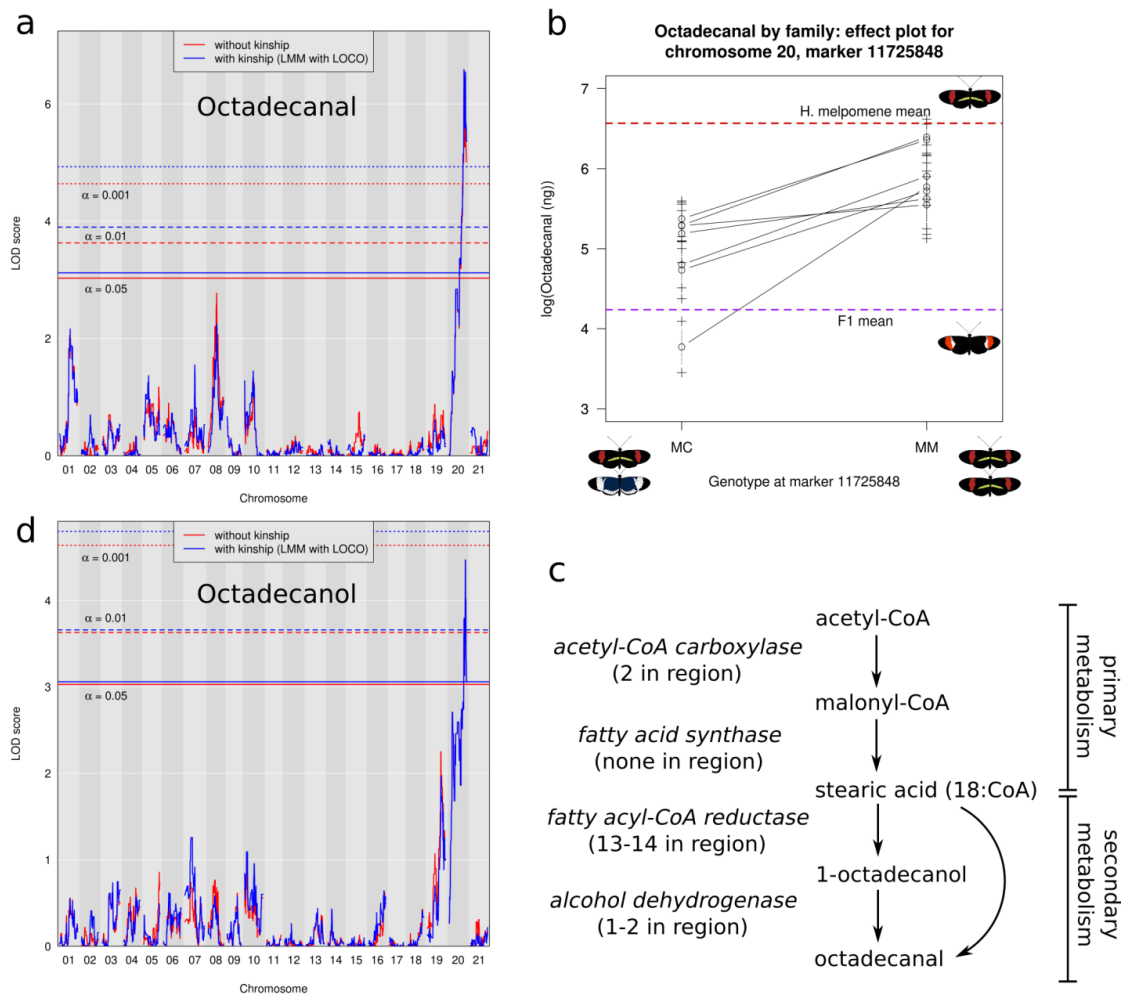 a
without kinship
with kinship (LMM with LOCO)
Octadecanal
α = 0.001
α = 0.01
α = 0.05
LOD score
0
2
4
6
01 02 03 04 05 06 07 08 09 10 11 12 13 14 15 16 17 18 19 20 21
Chromosome
b
Octadecanal by family: effect plot for
chromosome 20, marker 11725848
H. melpomene mean
F1 mean
log(Octadecanal (ng))
7
6
5
4
3
MC MM
Genotype at marker 11725848
d
without kinship
with kinship (LMM with LOCO)
Octadecanol
α = 0.001
α = 0.01
α = 0.05
LOD score
0
1
2
3
4
01 02 03 04 05 06 07 08 09 10 11 12 13 14 15 16 17 18 19 20 21
Chromosome
c
acetyl-CoA
acetyl-CoA carboxylase
(2 in region)
malonyl-CoA
fatty acid synthase
(none in region)
stearic acid (18:CoA)
fatty acyl-CoA reductase
(13-14 in region)
1-octadecanol
alcohol dehydrogenase
(1-2 in region)
octadecanal
primary
metabolism
secondary
metabolism